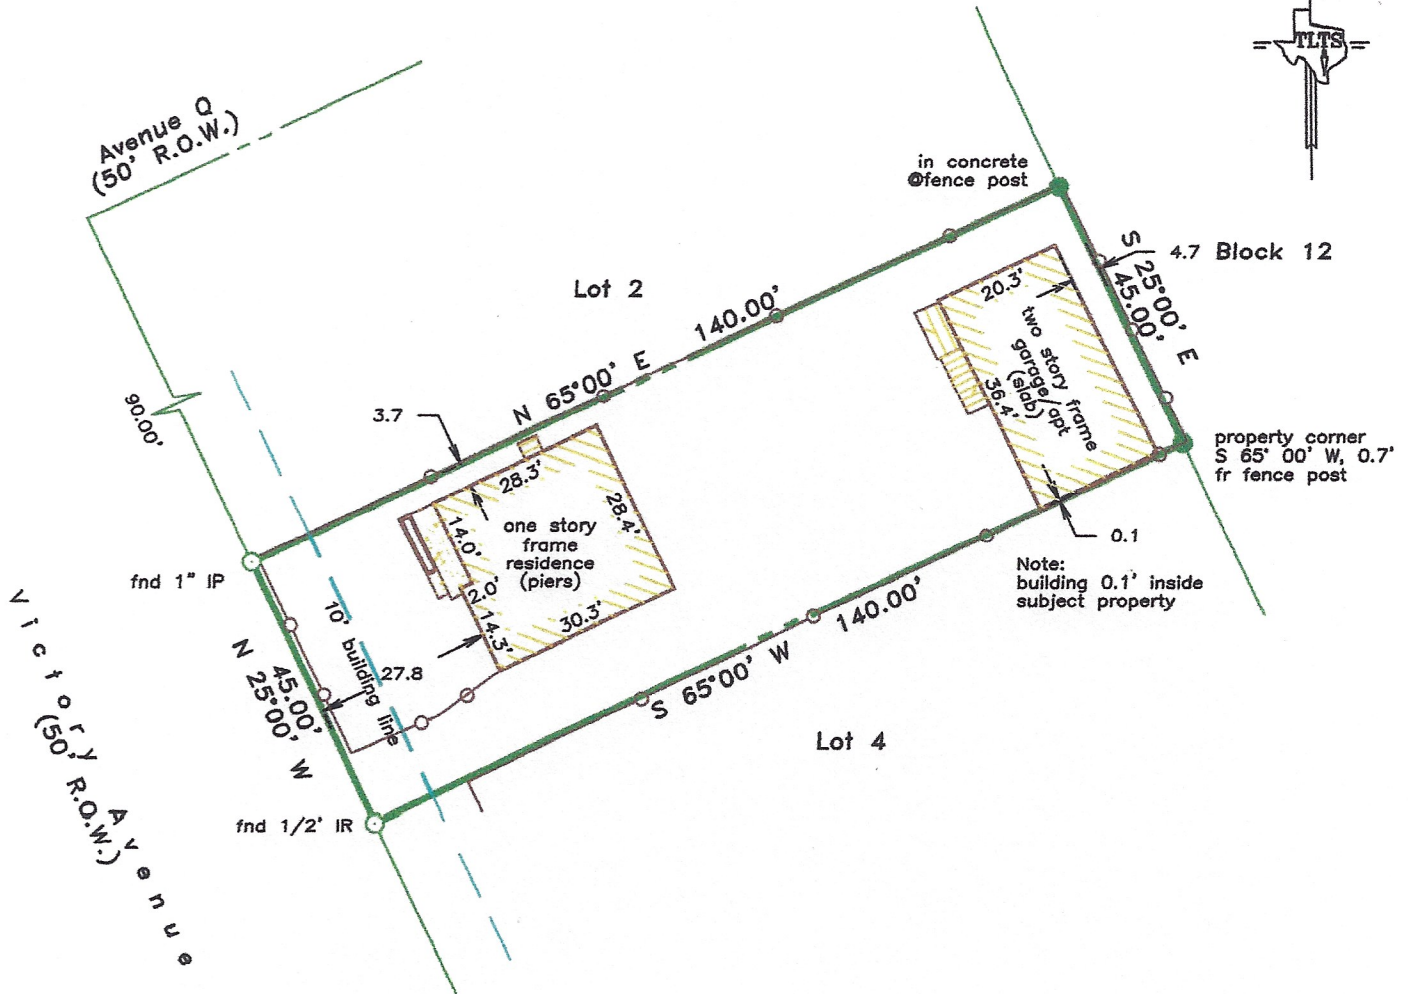 TLTS
Avenue Q
(50' R.O.W.)
in concrete
@fence post
S 25°00' E
45.00'
4.7
Block 12
Lot 2
140.00'
N 65°00' E
20.3'
two story frame
garage/apt
(slab)
36.4'
90.00'
3.7
property corner
S 65° 00' W, 0.7'
fr fence post
28.3'
28.4'
14.0'
one story
frame
residence
(piers)
2.0'
14.3'
30.3'
0.1
Note:
building 0.1' inside
subject property
fnd 1" IP
10' building line
27.8
140.00'
S 65°00' W
45.00'
N 25°00' W
Lot 4
Victory Avenue
(50' R.O.W.)
fnd 1/2' IR